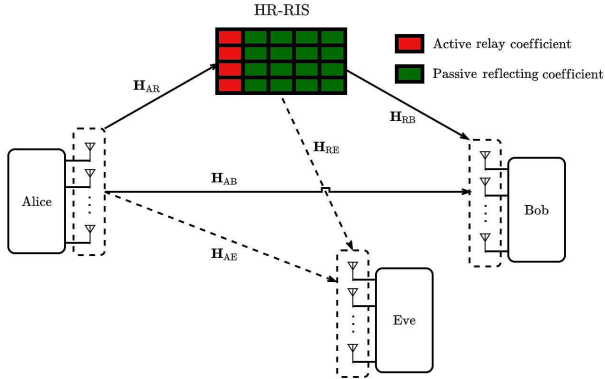 HR-RIS
Active relay coefficient
Passive reflecting coefficient
H_AR
H_RB
H_RE
H_AB
H_AE
Alice
Bob
Eve